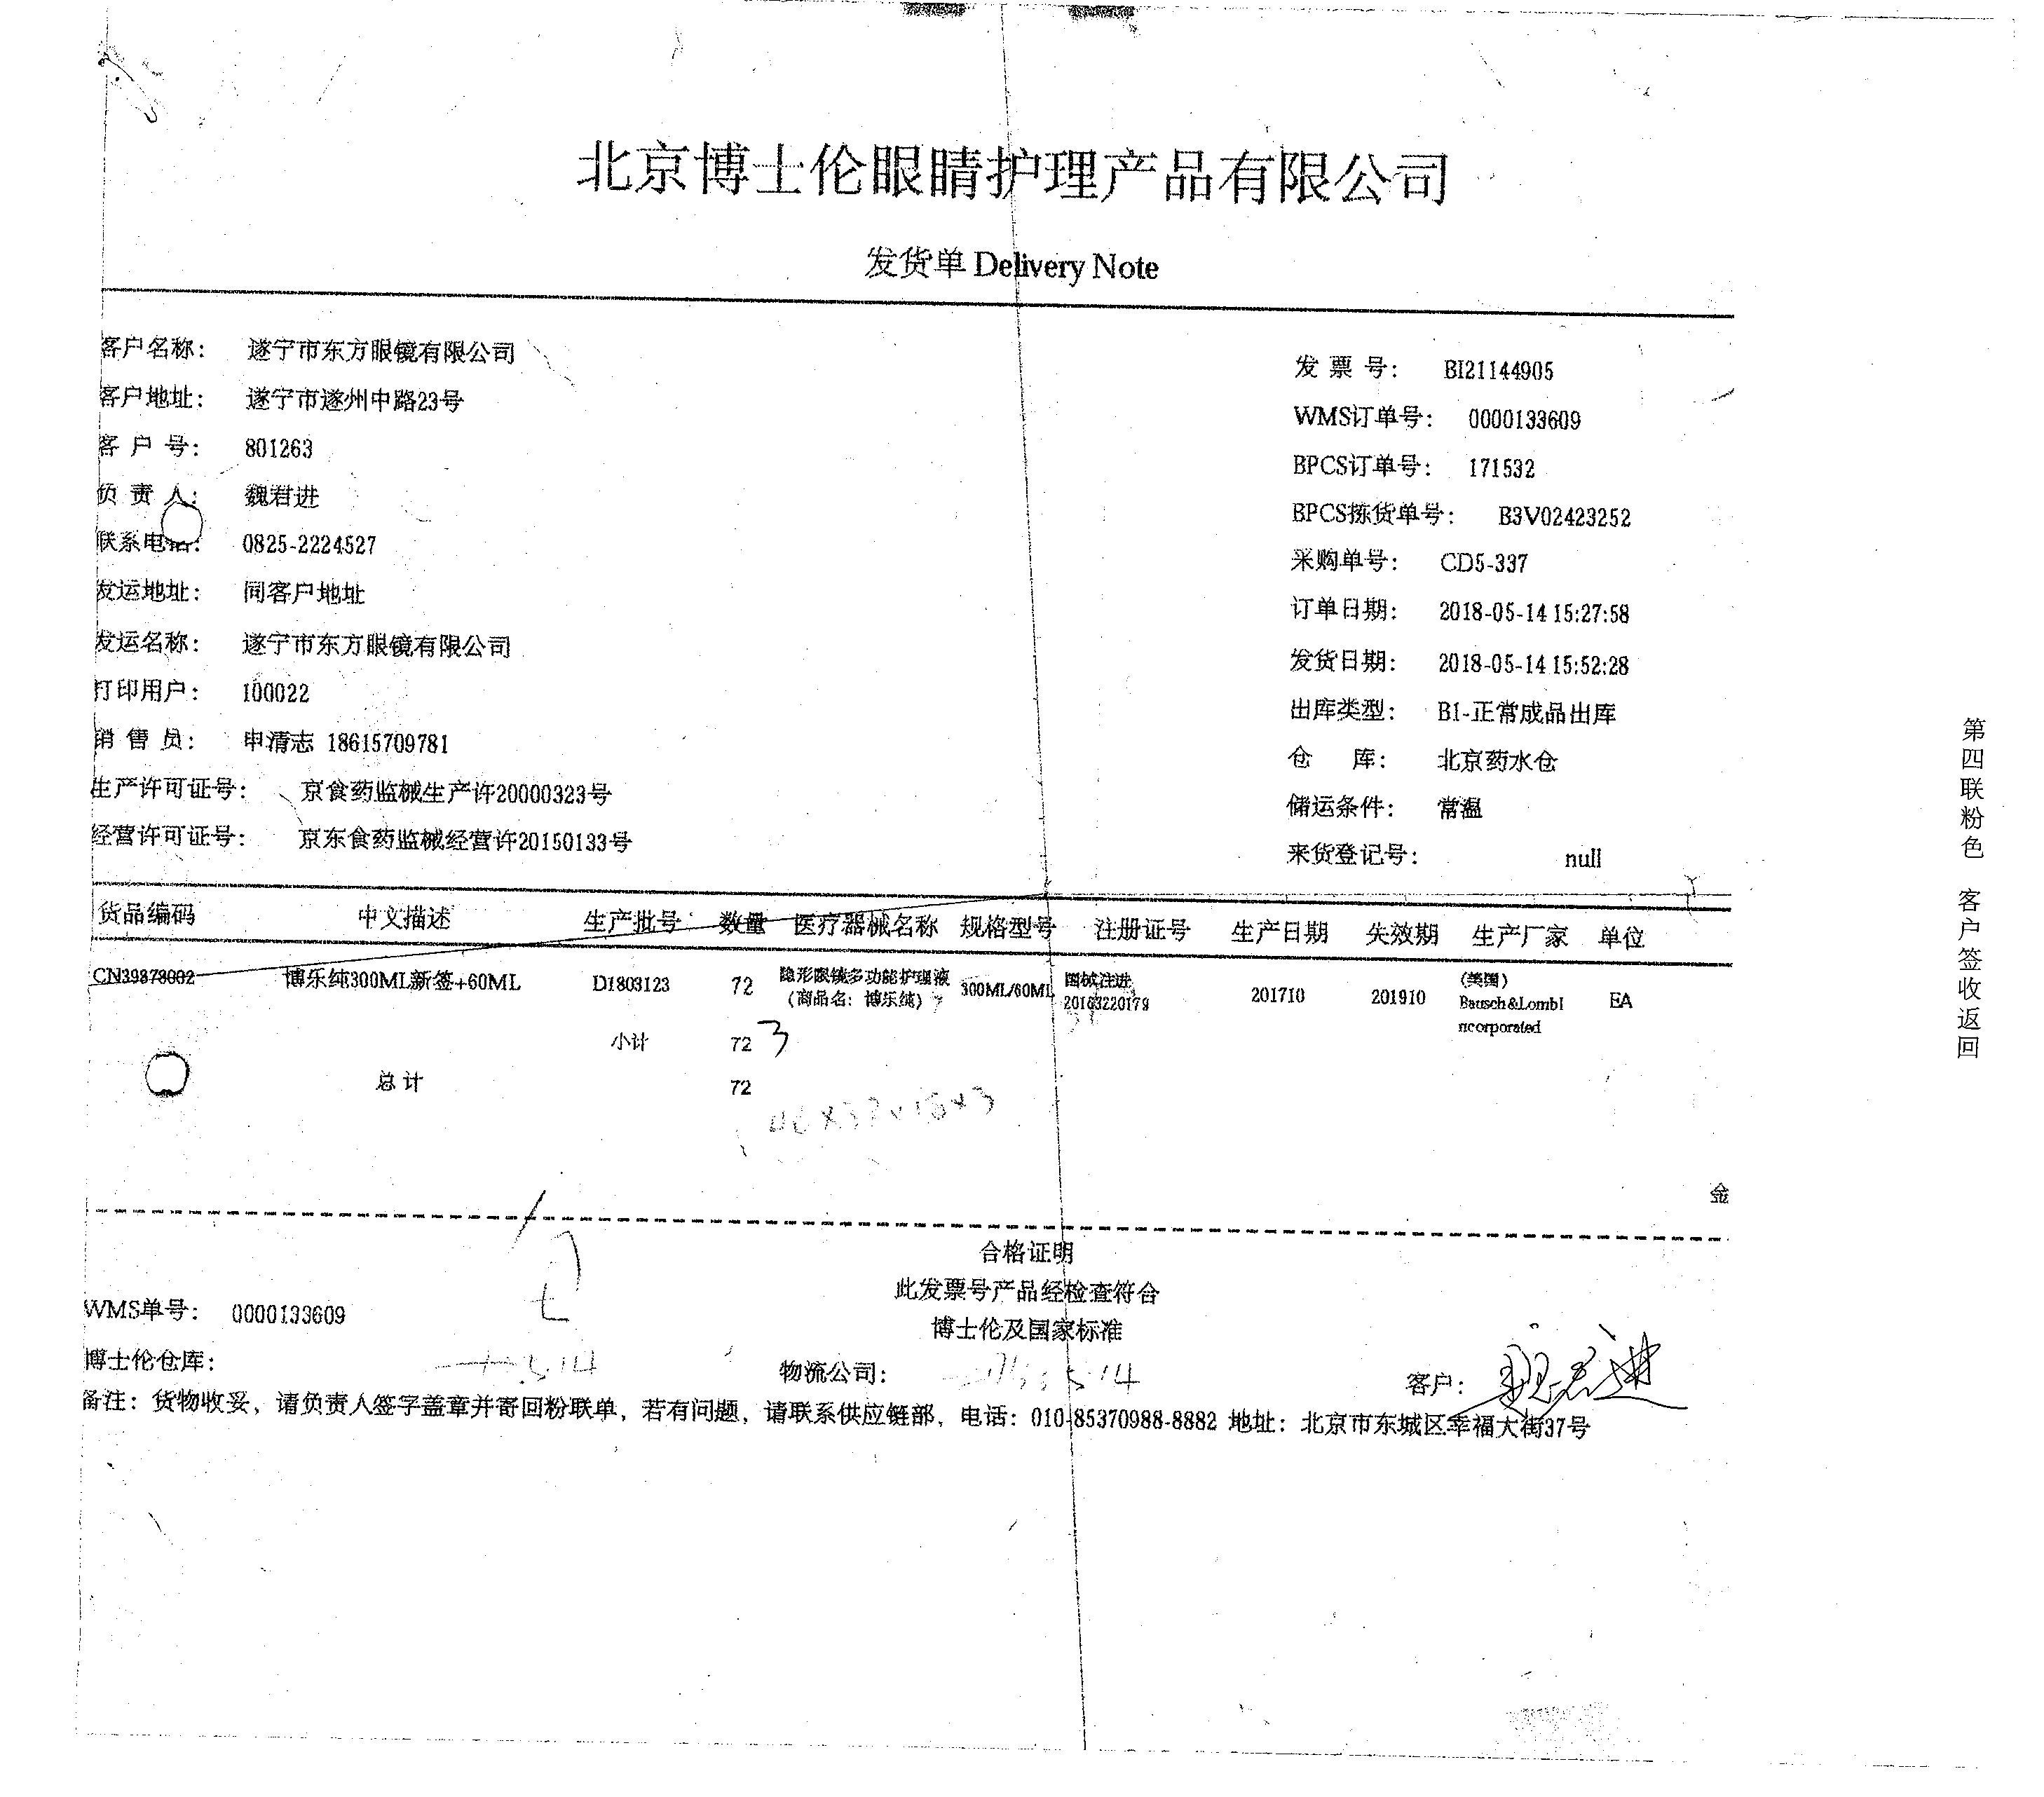 北京博士伦眼睛护理产品有限公司
发货单 Delivery Note
客户名称： 遂宁市东方眼镜有限公司
客户地址： 遂宁市遂州中路23号
客 户 号： 801263
负 责 人： 魏君进
联系电话： 0825-2224527
发运地址： 同客户地址
发运名称： 遂宁市东方眼镜有限公司
打印用户： 100022
销 售 员： 申清志 18615709781
生产许可证号： 京食药监械生产许20000323号
经营许可证号： 京东食药监械经营许20150133号
发 票 号： BI21144905
WMS订单号： 0000133609
BPCS订单号： 171532
BPCS拣货单号： B3V02423252
采购单号： CD5-337
订单日期： 2018-05-14 15:27:58
发货日期： 2018-05-14 15:52:28
出库类型： B1-正常成品出库
仓 库： 北京药水仓
储运条件： 常温
来货登记号： null
货品编码 中文描述 生产批号 数量 医疗器械名称 规格型号 注册证号 生产日期 失效期 生产厂家 单位
CN39878002 博乐纯300ML新签+60ML D1803123 72 隐形眼镜多功能护理液（商品名：博乐纯） 300ML/60ML 国械注进20163220179 201710 201910 (美国) Bausch&LombIncorporated EA
小计 72 3
总计 72
金
合格证明
此发票号产品经检查符合
博士伦及国家标准
WMS单号： 0000133609
博士伦仓库： 5.14
物流公司： 5.14
客户： 魏君进
备注：货物收妥，请负责人签字盖章并寄回粉联单，若有问题，请联系供应链部，电话：010-85370988-8882 地址：北京市东城区幸福大街37号
第四联粉色 客户签收返回